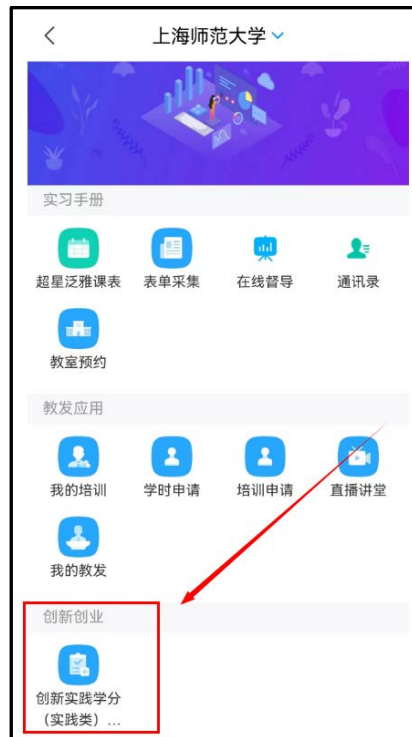 上海师范大学
实习手册
超星泛雅课表 表单采集 在线督导 通讯录
教室预约
教发应用
我的培训 学时申请 培训申请 直播讲堂
我的教发
创新创业
创新实践学分
（实践类）...